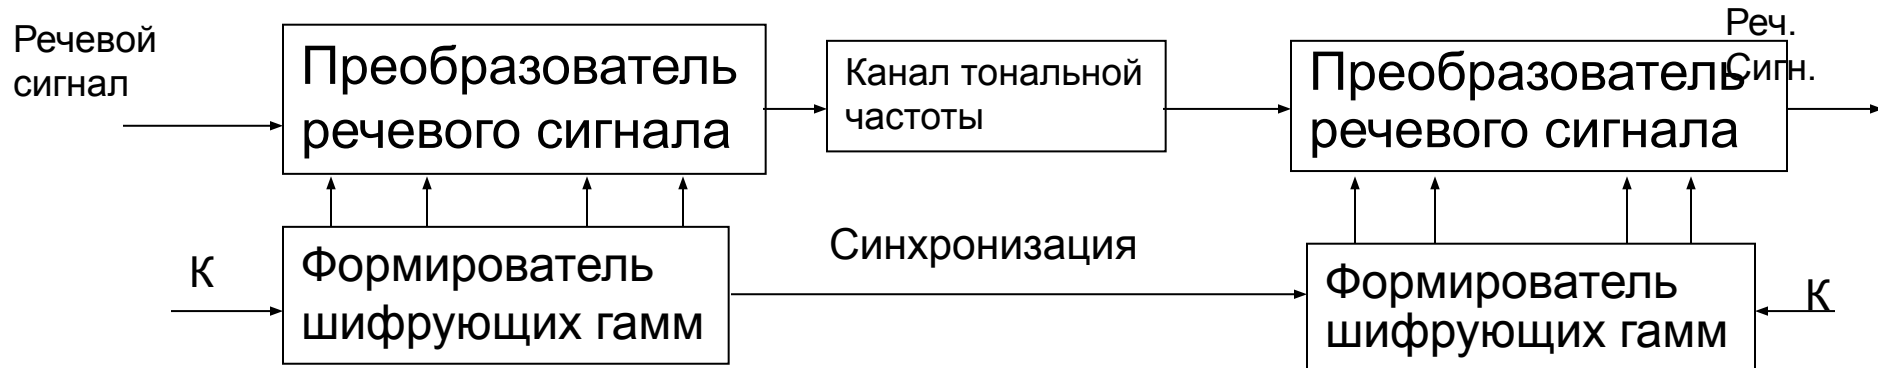 Речевой
сигнал
Преобразователь
речевого сигнала
Канал тональной
частоты
Преобразователь
речевого сигнала
Реч.
Сигн.
К
Формирователь
шифрующих гамм
Синхронизация
Формирователь
шифрующих гамм
К